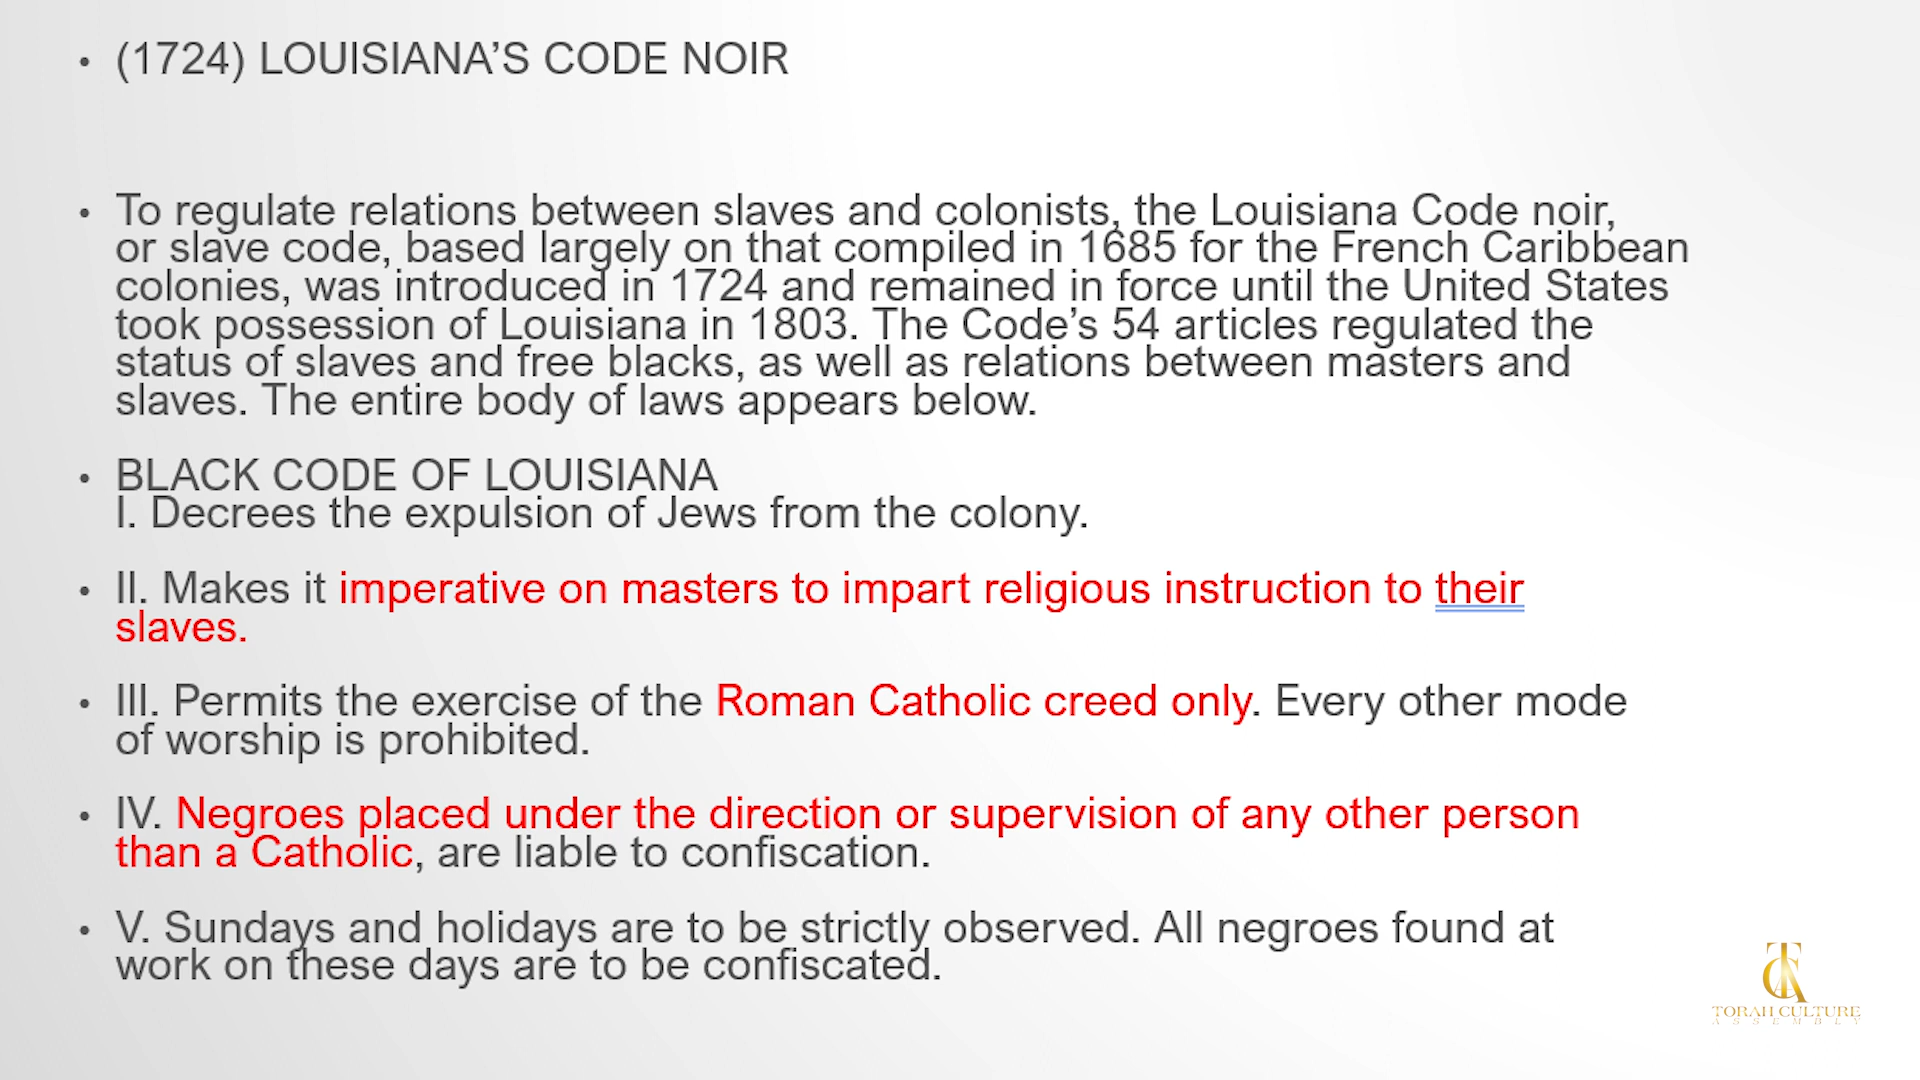 • (1724) LOUISIANA’S CODE NOIR
• To regulate relations between slaves and colonists, the Louisiana Code noir,
or slave code, based largely on that compiled in 1685 for the French Caribbean
colonies, was introduced in 1724 and remained in force until the United States
took possession of Louisiana in 1803. The Code’s 54 articles regulated the
status of slaves and free blacks, as well as relations between masters and
slaves. The entire body of laws appears below.
• BLACK CODE OF LOUISIANA
I. Decrees the expulsion of Jews from the colony.
• II. Makes it imperative on masters to impart religious instruction to their
slaves.
• III. Permits the exercise of the Roman Catholic creed only. Every other mode
of worship is prohibited.
• IV. Negroes placed under the direction or supervision of any other person
than a Catholic, are liable to confiscation.
• V. Sundays and holidays are to be strictly observed. All negroes found at
work on these days are to be confiscated.
TCA
TORAH CULTURE
ASSEMBLY